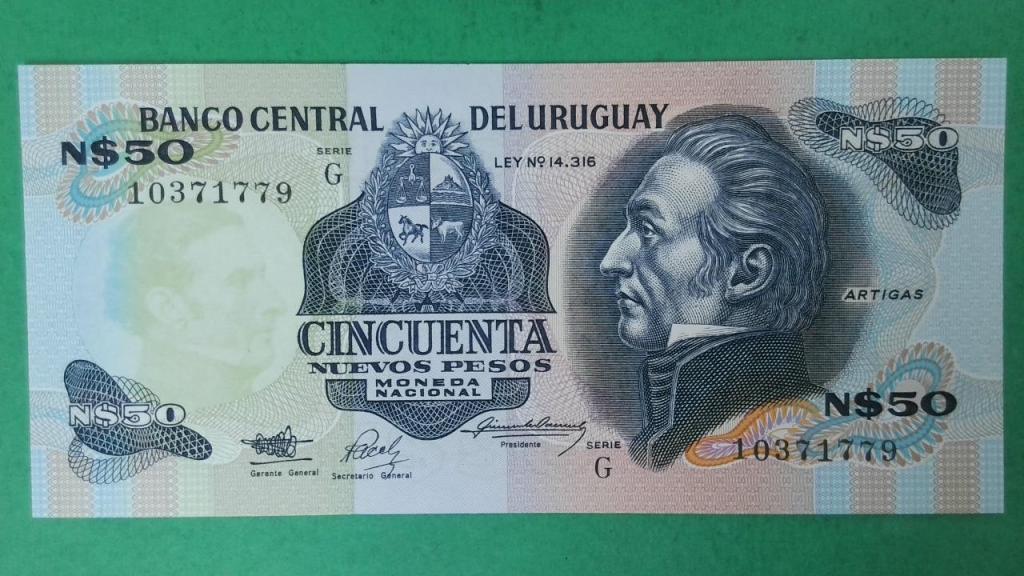 BANCO CENTRAL DEL URUGUAY
N$50
N$50
SERIE
G
LEY Nº 14.316
10371779
ARTIGAS
CINCUENTA
NUEVOS PESOS
MONEDA
NACIONAL
N$50
N$50
SERIE
G
10371779
Gerente General
Secretario General
Presidente